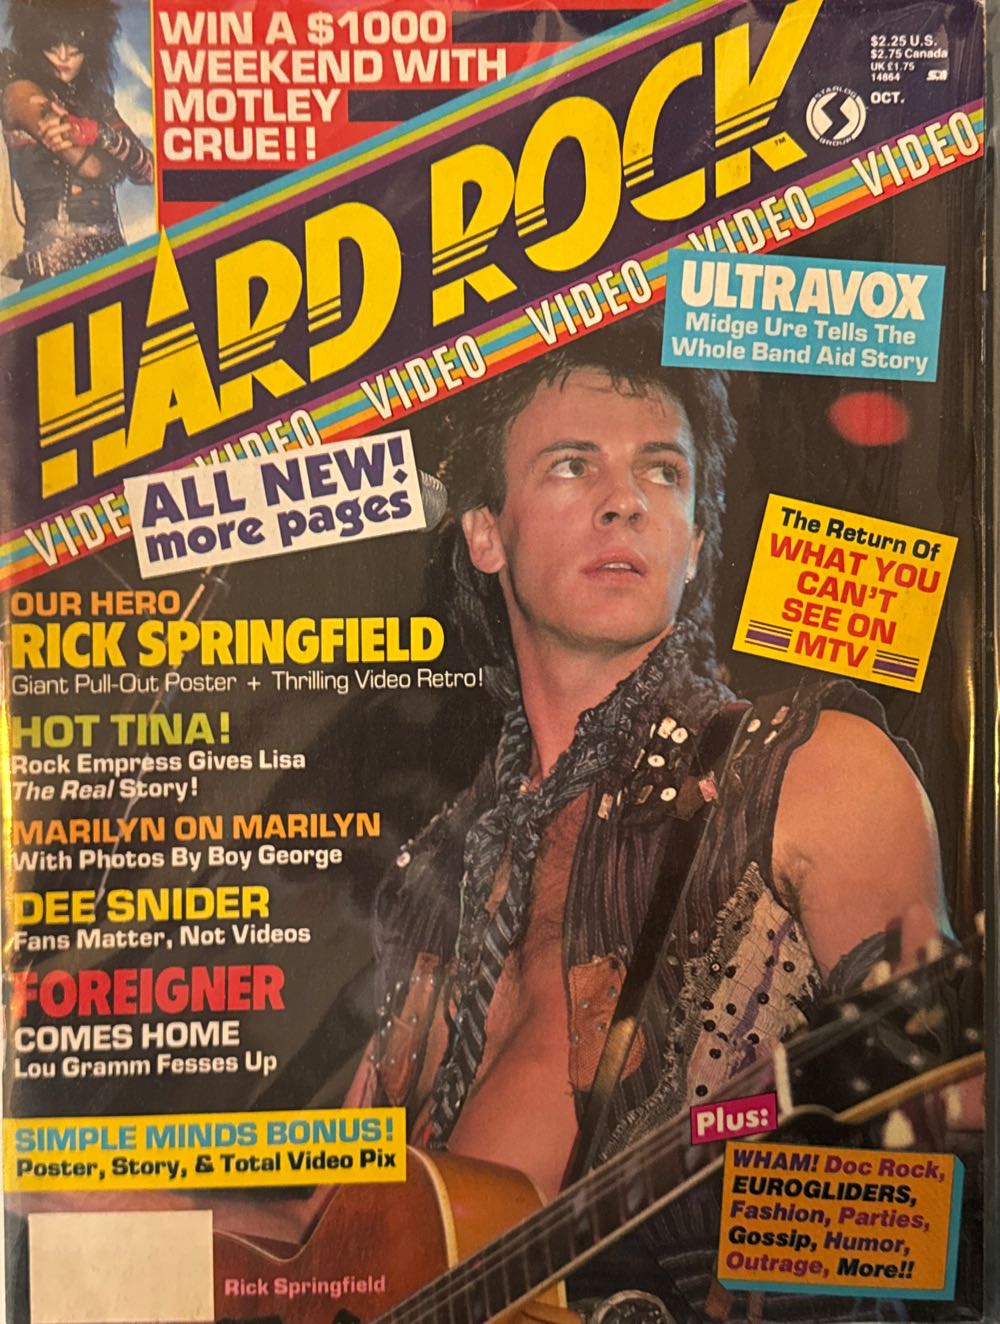 WIN A $1000
WEEKEND WITH
MOTLEY
CRUE!!
$2.25 U.S.
$2.75 Canada
UK £1.75
14864
OCT.
STARLOG
GROUP
HARD ROCK™
VIDEO VIDEO VIDEO VIDEO VIDEO VIDEO
ULTRAVOX
Midge Ure Tells The
Whole Band Aid Story
ALL NEW!
more pages
The Return Of
WHAT YOU
CAN'T
SEE ON
MTV
OUR HERO
RICK SPRINGFIELD
Giant Pull-Out Poster + Thrilling Video Retro!
HOT TINA!
Rock Empress Gives Lisa
The Real Story!
MARILYN ON MARILYN
With Photos By Boy George
DEE SNIDER
Fans Matter, Not Videos
FOREIGNER
COMES HOME
Lou Gramm Fesses Up
SIMPLE MINDS BONUS!
Poster, Story, & Total Video Pix
Plus:
WHAM! Doc Rock,
EUROGLIDERS,
Fashion, Parties,
Gossip, Humor,
Outrage, More!!
Rick Springfield